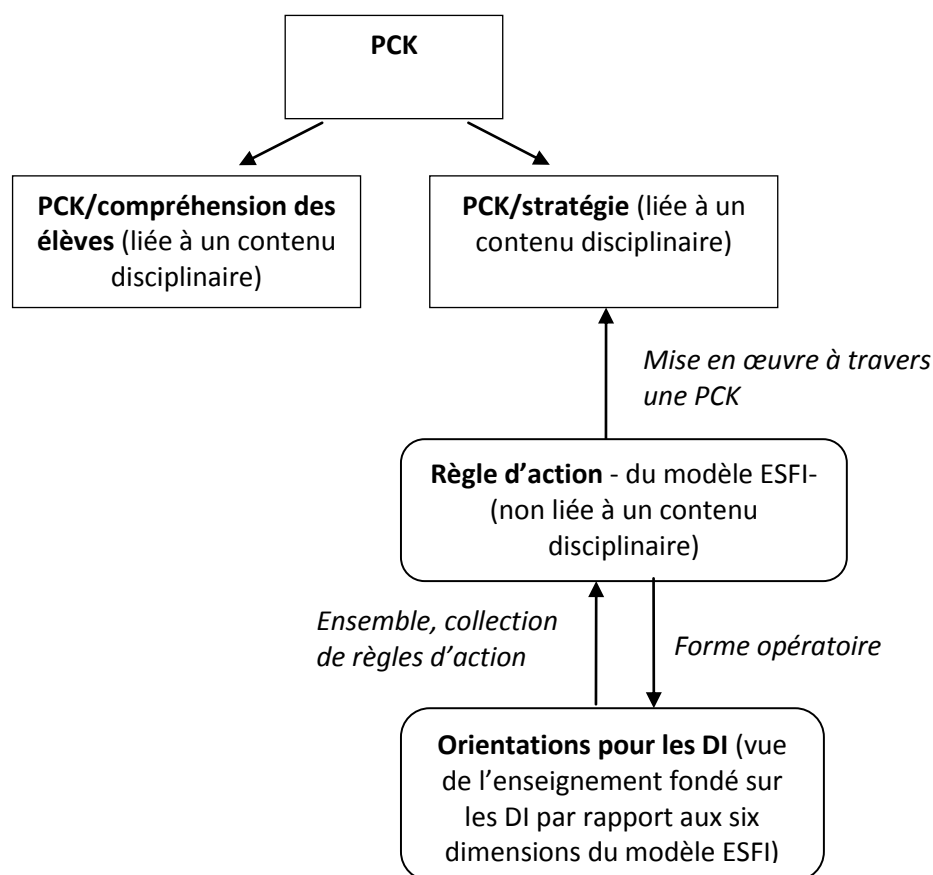 PCK
PCK/compréhension des
élèves (liée à un contenu
disciplinaire)
PCK/stratégie (liée à un
contenu disciplinaire)
Mise en œuvre à travers
une PCK
Règle d’action - du modèle ESFI-
(non liée à un contenu
disciplinaire)
Ensemble, collection
de règles d’action
Forme opératoire
Orientations pour les DI (vue
de l’enseignement fondé sur
les DI par rapport aux six
dimensions du modèle ESFI)